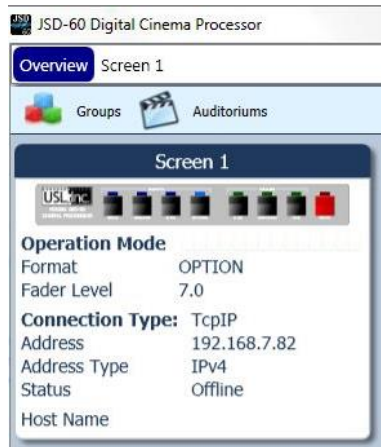 JSD-60 Digital Cinema Processor
Overview Screen 1
Groups Auditoriums
Screen 1
USL, inc.
Operation Mode
Format OPTION
Fader Level 7.0
Connection Type: TcpIP
Address 192.168.7.82
Address Type IPv4
Status Offline
Host Name